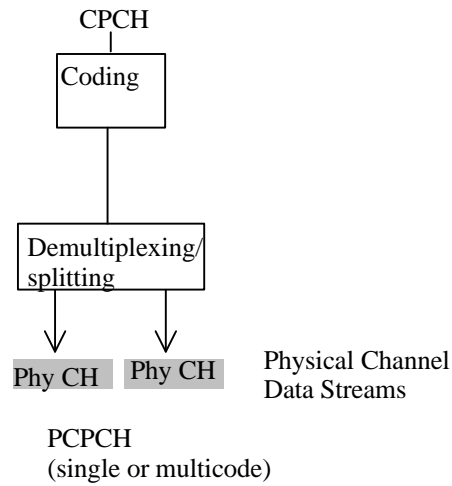 CPCH
Coding
Demultiplexing/
splitting
Phy CH
Phy CH
Physical Channel
Data Streams
PCPCH
(single or multicode)